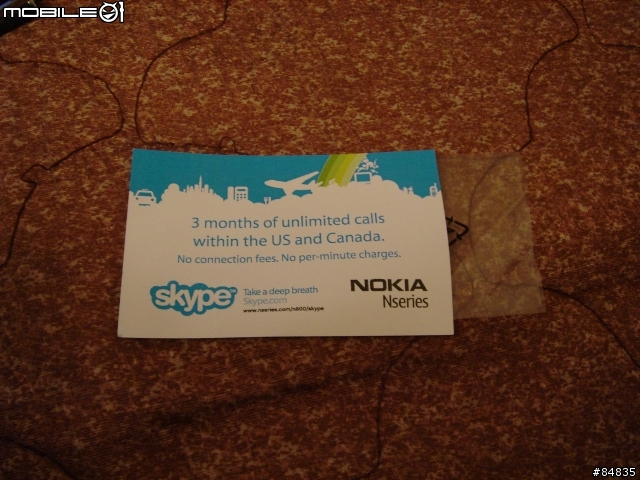 MOBILE01
3 months of unlimited calls
within the US and Canada.
No connection fees. No per-minute charges.
skype™
Take a deep breath
Skype.com
www.nseries.com/n800/skype
NOKIA
Nseries
#84835